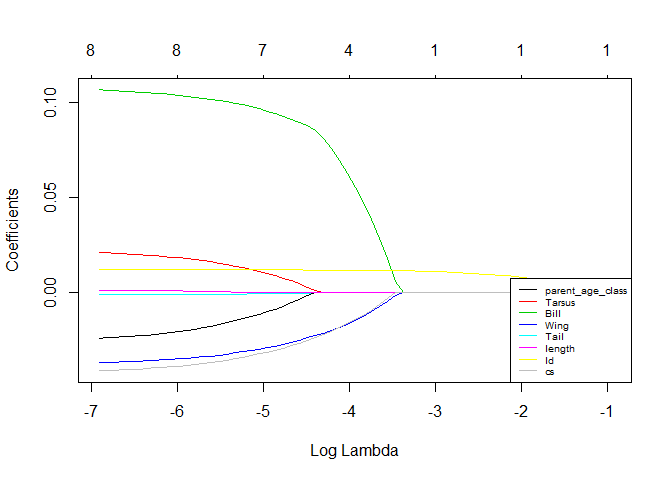 8 8 7 4 1 1 1
Coefficients
0.10
0.05
0.00
parent_age_class
Tarsus
Bill
Wing
Tail
length
ld
cs
-7 -6 -5 -4 -3 -2 -1
Log Lambda